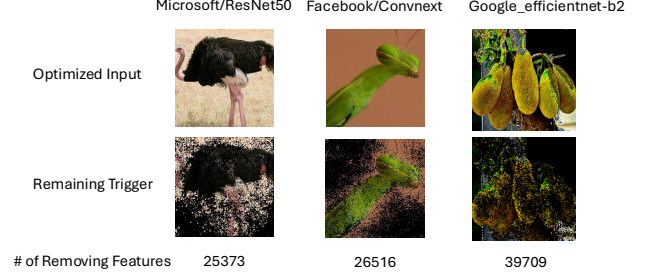 Microsoft/ResNet50 Facebook/Convnext Google_efficientnet-b2
Optimized Input
Remaining Trigger
# of Removing Features 25373 26516 39709